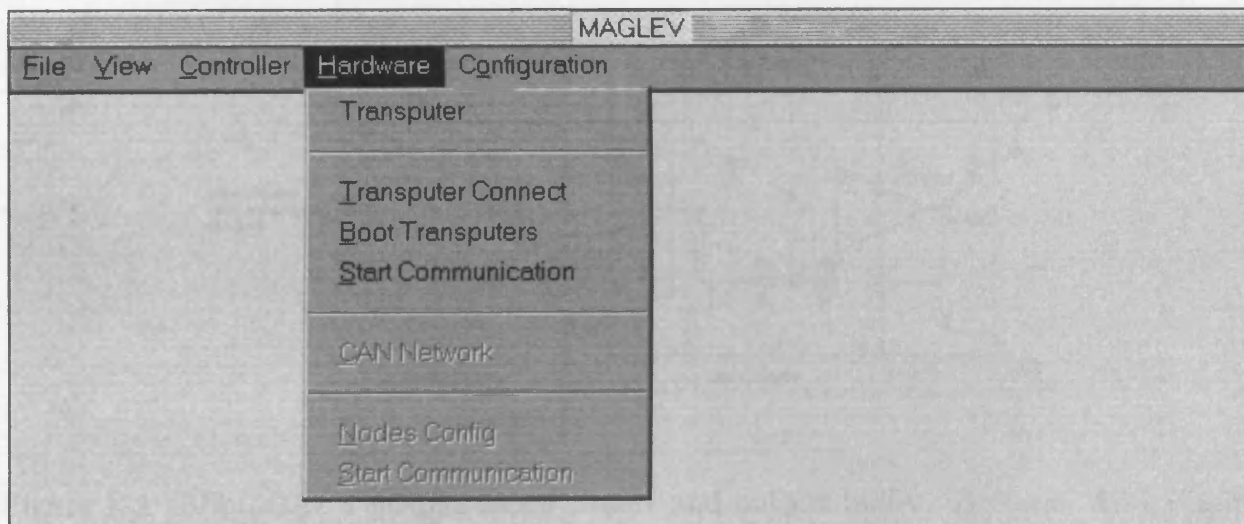 MAGLEV
File View Controller Hardware Configuration
Transputer
Transputer Connect
Boot Transputers
Start Communication
CAN Network
Nodes Config
Start Communication